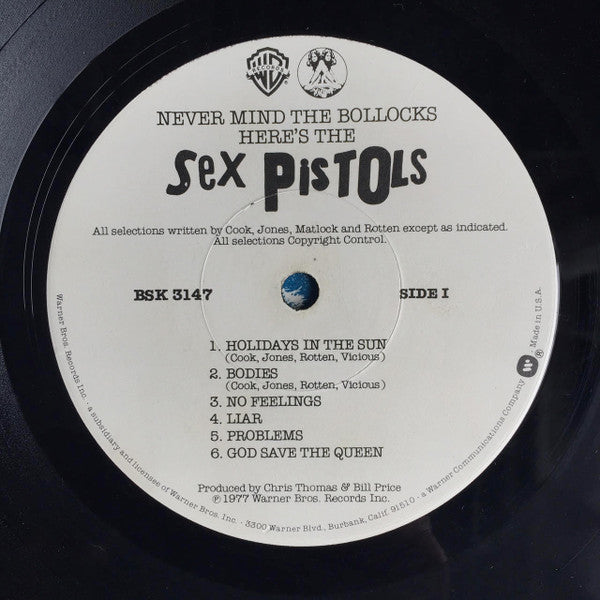 WB RECORDS
NEVER MIND THE BOLLOCKS
HERE'S THE
Sex PisTOLs
All selections written by Cook, Jones, Matlock and Rotten except as indicated.
All selections Copyright Control.
BSK 3147
SIDE I
1. HOLIDAYS IN THE SUN
(Cook, Jones, Rotten, Vicious)
2. BODIES
(Cook, Jones, Rotten, Vicious)
3. NO FEELINGS
4. LIAR
5. PROBLEMS
6. GOD SAVE THE QUEEN
Produced by Chris Thomas & Bill Price
℗ 1977 Warner Bros. Records Inc.
Warner Bros. Records Inc. · a subsidiary and licensee of Warner Bros. Inc. · 3300 Warner Blvd., Burbank, Calif. 91510 · a Warner Communications Company ® Made in U.S.A.